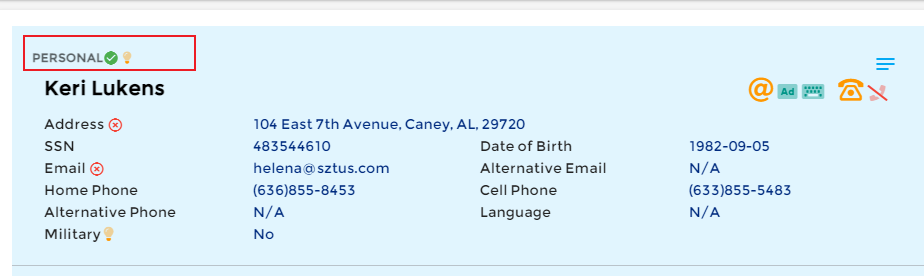 PERSONAL
Keri Lukens
@ Ad
Address 104 East 7th Avenue, Caney, AL, 29720
SSN 483544610 Date of Birth 1982-09-05
Email helena@sztus.com Alternative Email N/A
Home Phone (636)855-8453 Cell Phone (633)855-5483
Alternative Phone N/A Language N/A
Military No